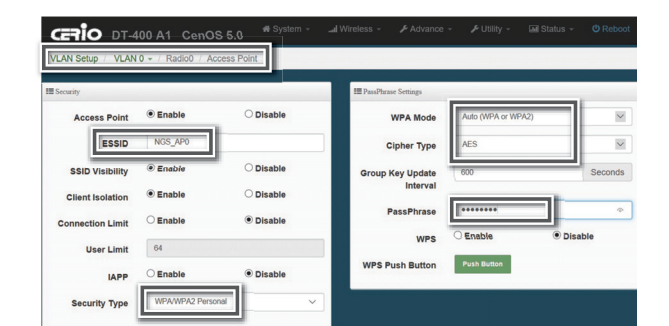 CERIO DT-400 A1 CenOS 5.0 System Wireless Advance Utility Status Reboot
VLAN Setup / VLAN 0 / Radio0 / Access Point
Security
Access Point Enable Disable
ESSID NGS_AP0
SSID Visibility Enable Disable
Client Isolation Enable Disable
Connection Limit Enable Disable
User Limit 64
IAPP Enable Disable
Security Type WPA/WPA2 Personal
PassPhrase Settings
WPA Mode Auto (WPA or WPA2)
Cipher Type AES
Group Key Update Interval 600 Seconds
PassPhrase ••••••••
WPS Enable Disable
WPS Push Button Push Button